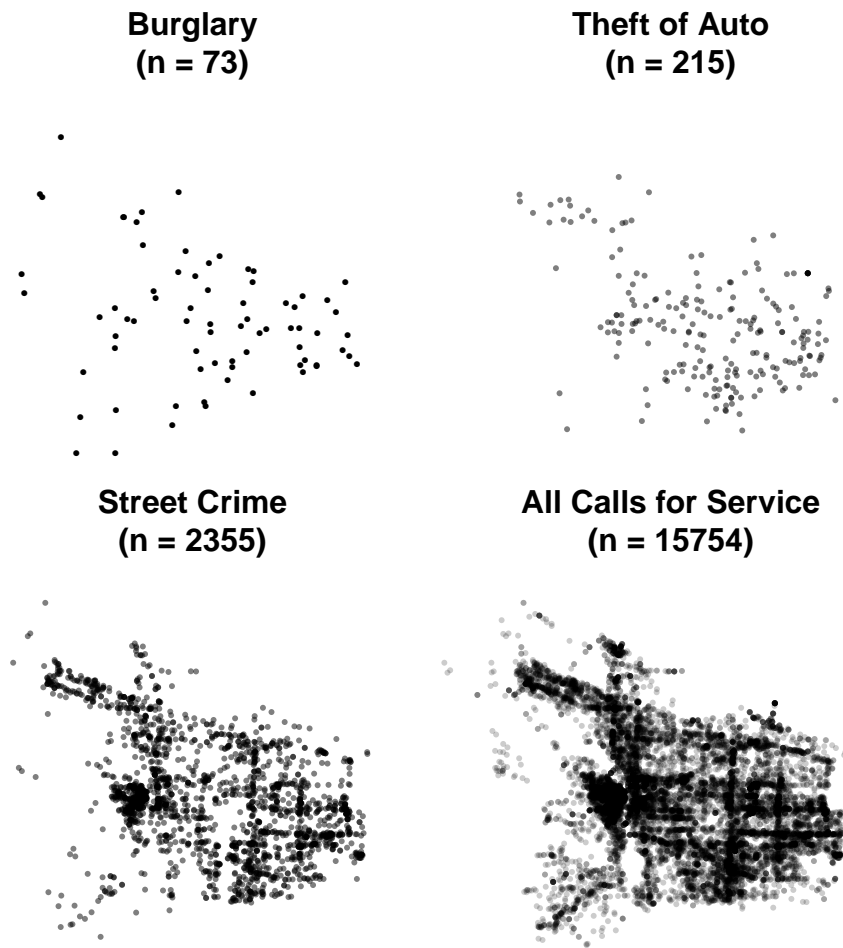 Burglary
(n = 73)
Theft of Auto
(n = 215)
Street Crime
(n = 2355)
All Calls for Service
(n = 15754)